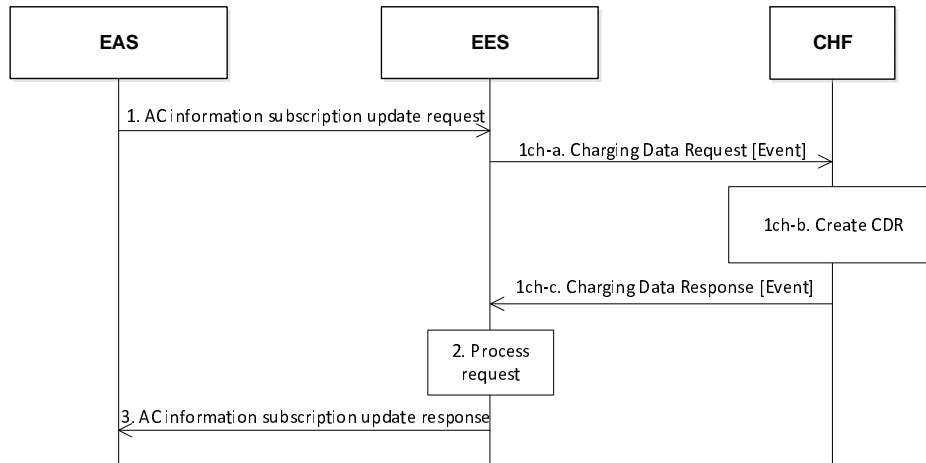 EAS
EES
CHF
1. AC information subscription update request
1ch-a. Charging Data Request [Event]
1ch-b. Create CDR
1ch-c. Charging Data Response [Event]
2. Process
request
3. AC information subscription update response